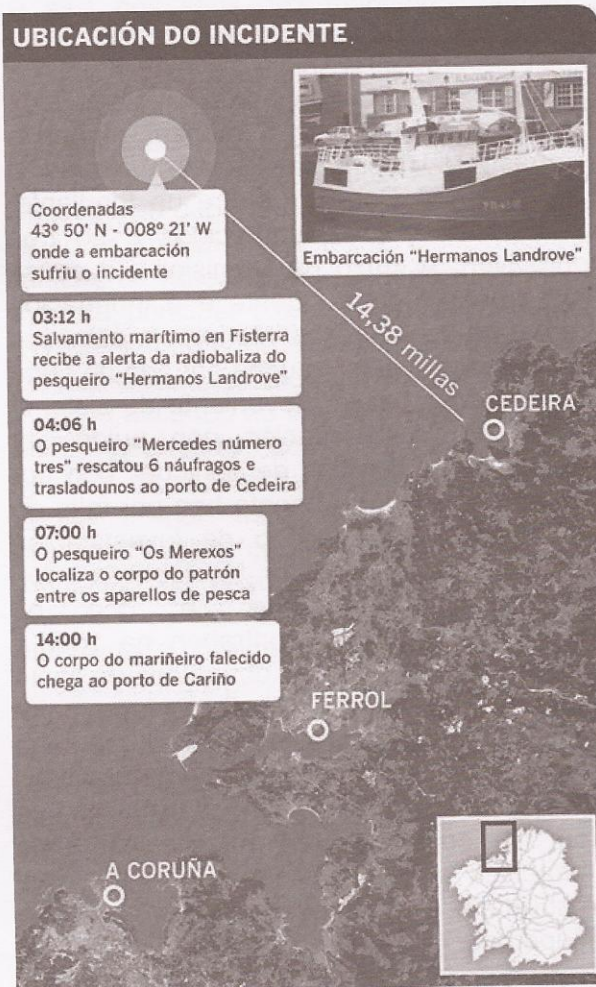 UBICACIÓN DO INCIDENTE
Embarcación “Hermanos Landrove”
Coordenadas
43º 50' N - 008º 21' W
onde a embarcación
sufriu o incidente
14,38 millas
03:12 h
Salvamento marítimo en Fisterra
recibe a alerta da radiobaliza do
pesqueiro “Hermanos Landrove”
CEDEIRA
04:06 h
O pesqueiro “Mercedes número
tres” rescatou 6 náufragos e
trasladounos ao porto de Cedeira
07:00 h
O pesqueiro “Os Merexos”
localiza o corpo do patrón
entre os aparellos de pesca
14:00 h
O corpo do mariñeiro falecido
chega ao porto de Cariño
FERROL
A CORUÑA